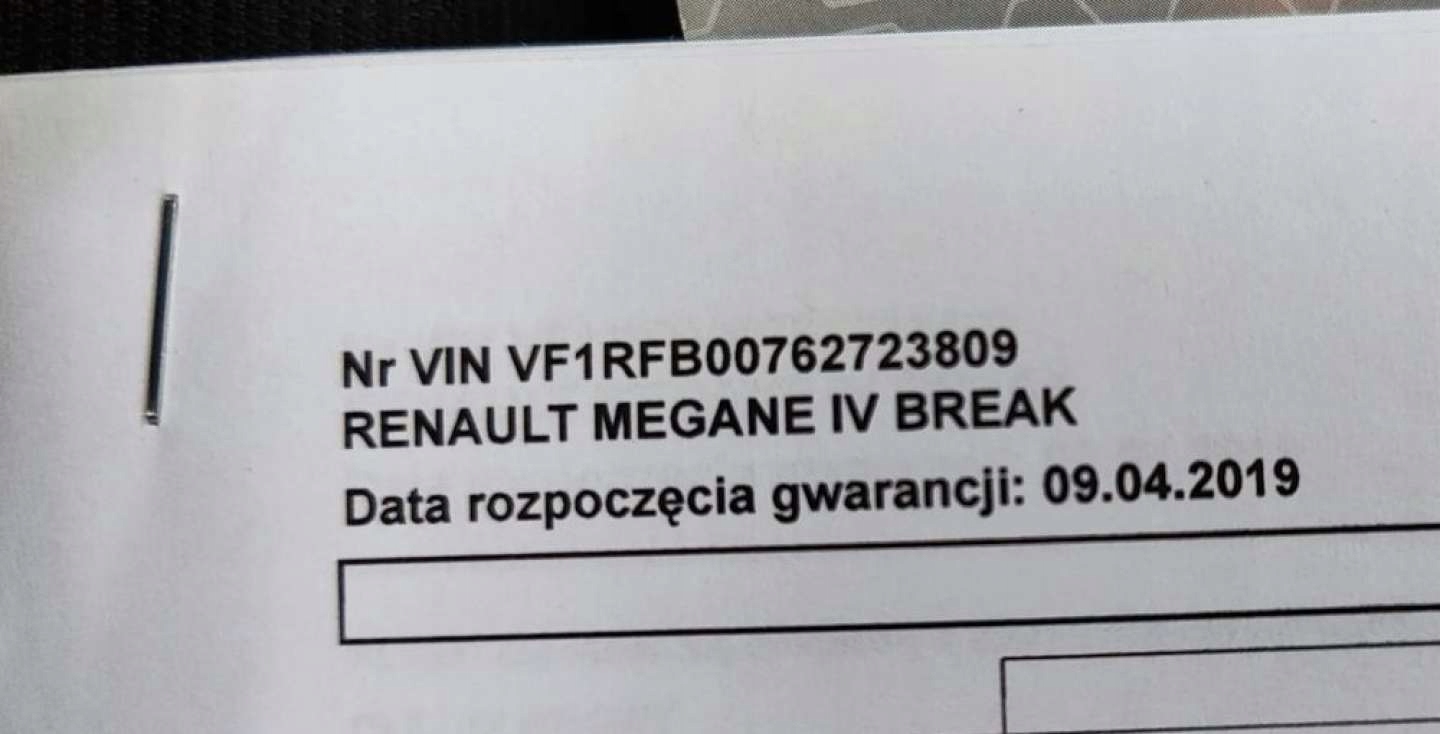 Nr VIN VF1RFB00762723809
RENAULT MEGANE IV BREAK
Data rozpoczęcia gwarancji: 09.04.2019